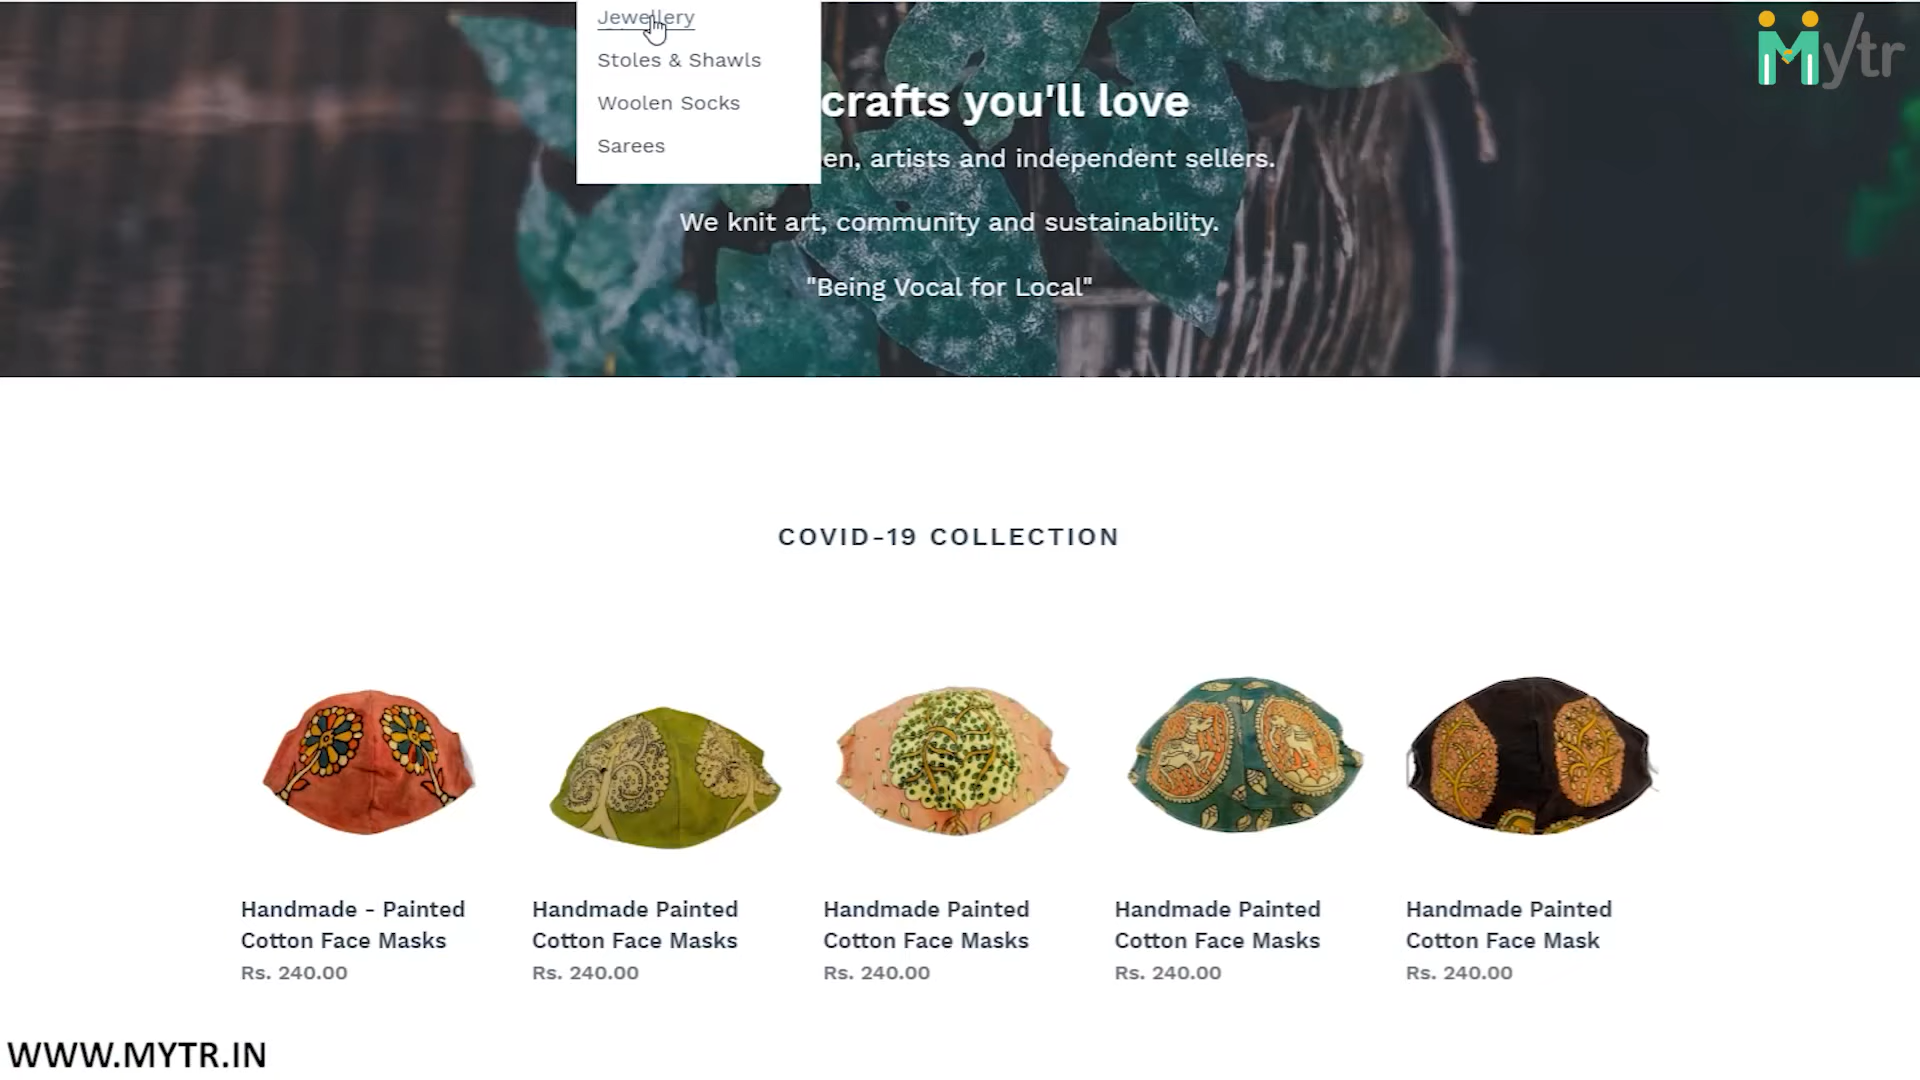 Jewellery
Stoles & Shawls
Woolen Socks
Sarees
Mytr
crafts you'll love
en, artists and independent sellers.
We knit art, community and sustainability.
"Being Vocal for Local"
COVID-19 COLLECTION
Handmade - Painted
Cotton Face Masks
Rs. 240.00
Handmade Painted
Cotton Face Masks
Rs. 240.00
Handmade Painted
Cotton Face Masks
Rs. 240.00
Handmade Painted
Cotton Face Masks
Rs. 240.00
Handmade Painted
Cotton Face Mask
Rs. 240.00
WWW.MYTR.IN